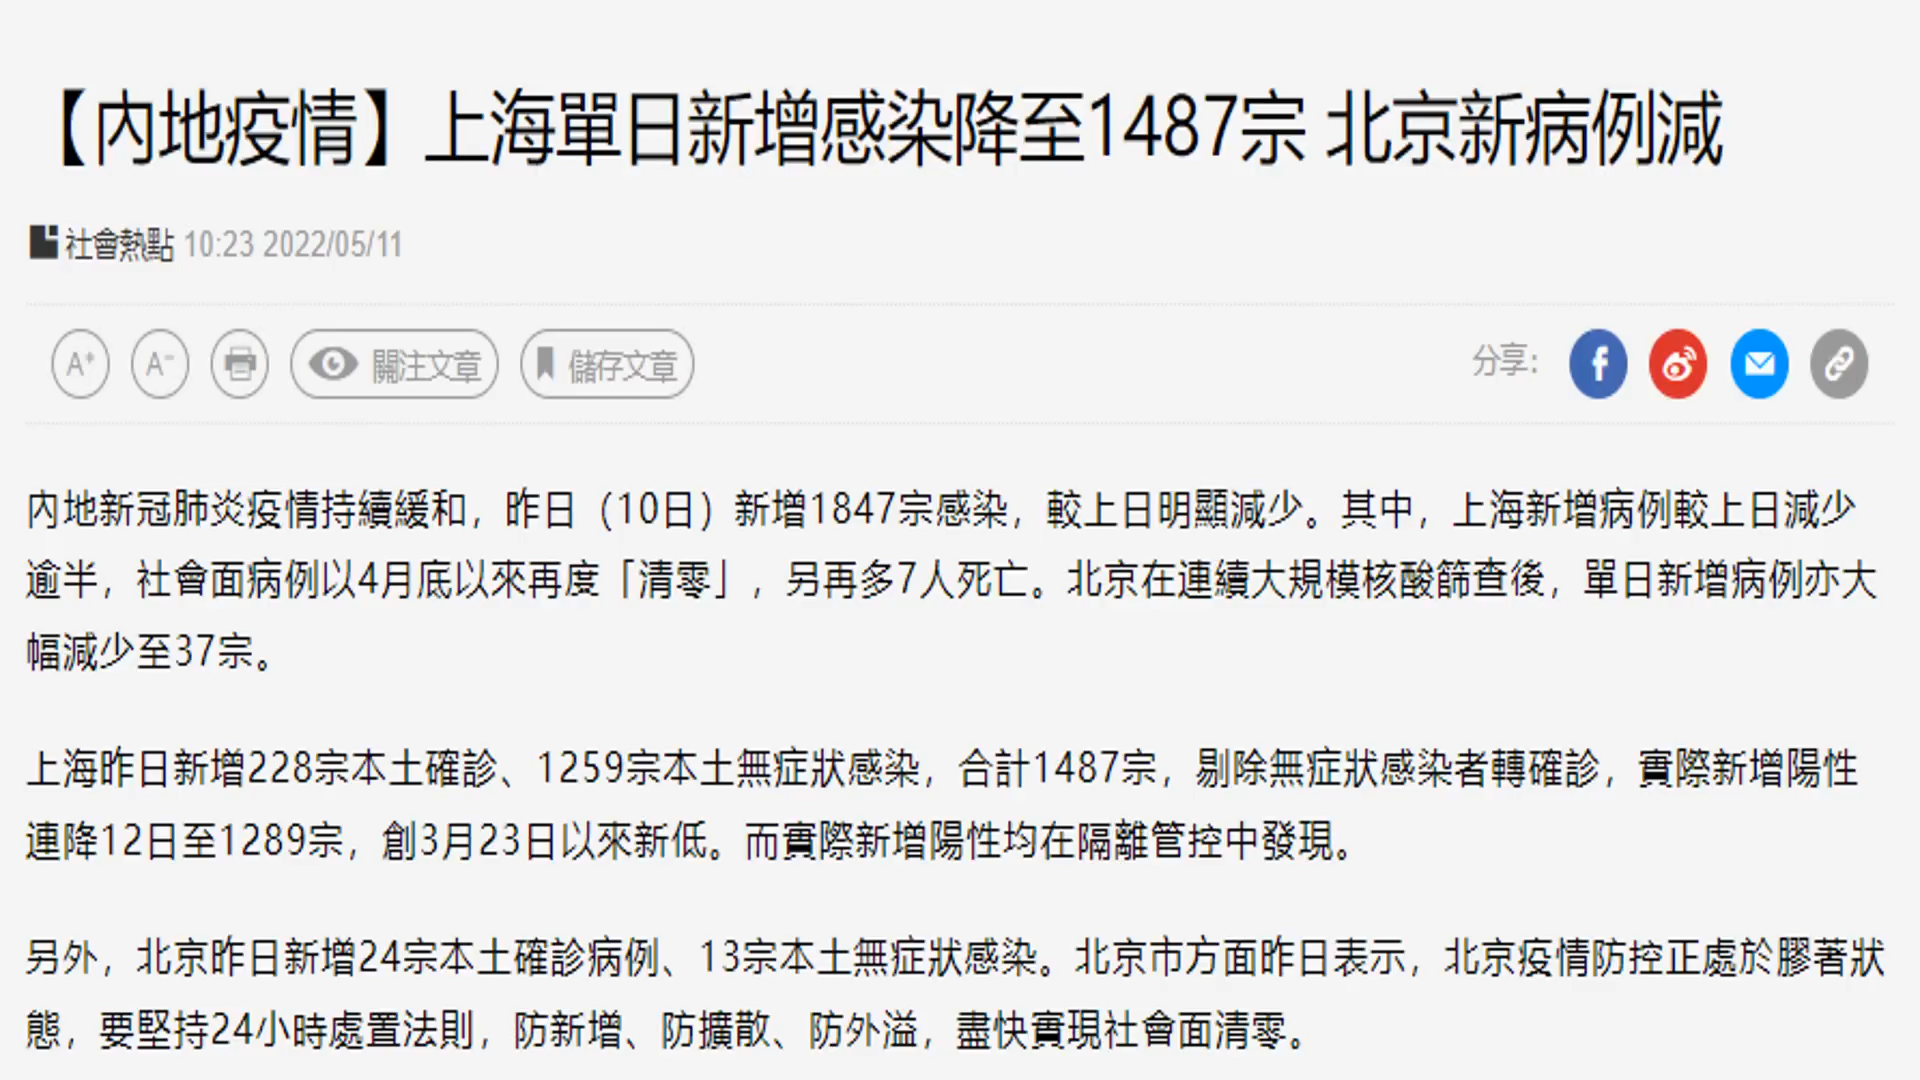 【內地疫情】上海單日新增感染降至1487宗 北京新病例減
社會熱點 10:23 2022/05/11
A+ A- 關注文章 儲存文章 分享:
內地新冠肺炎疫情持續緩和，昨日（10日）新增1847宗感染，較上日明顯減少。其中，上海新增病例較上日減少
逾半，社會面病例以4月底以來再度「清零」，另再多7人死亡。北京在連續大規模核酸篩查後，單日新增病例亦大
幅減少至37宗。
上海昨日新增228宗本土確診、1259宗本土無症狀感染，合計1487宗，剔除無症狀感染者轉確診，實際新增陽性
連降12日至1289宗，創3月23日以來新低。而實際新增陽性均在隔離管控中發現。
另外，北京昨日新增24宗本土確診病例、13宗本土無症狀感染。北京市方面昨日表示，北京疫情防控正處於膠著狀
態，要堅持24小時處置法則，防新增、防擴散、防外溢，盡快實現社會面清零。